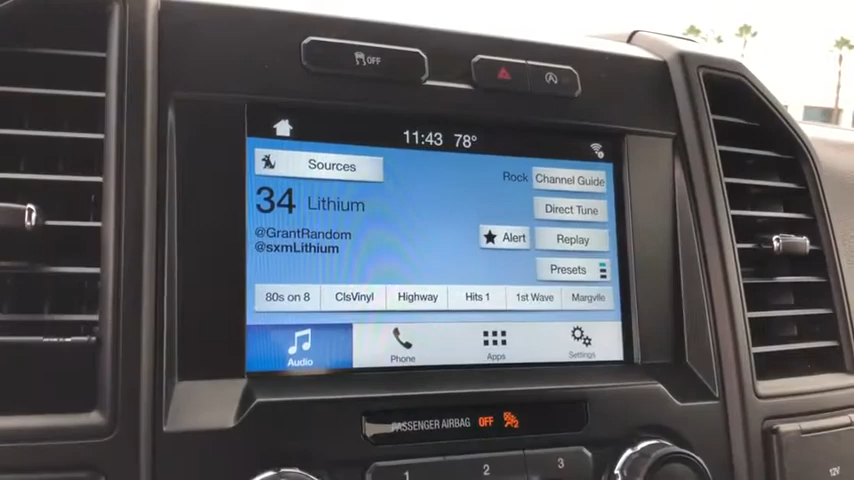 OFF
11:43 78°
Sources
Rock
Channel Guide
34 Lithium
Direct Tune
@GrantRandom
@sxmLithium
Alert
Replay
Presets
80s on 8
ClsVinyl
Highway
Hits 1
1st Wave
Margvlle
Audio
Phone
Apps
Settings
PASSENGER AIRBAG OFF
1
2
3
12V